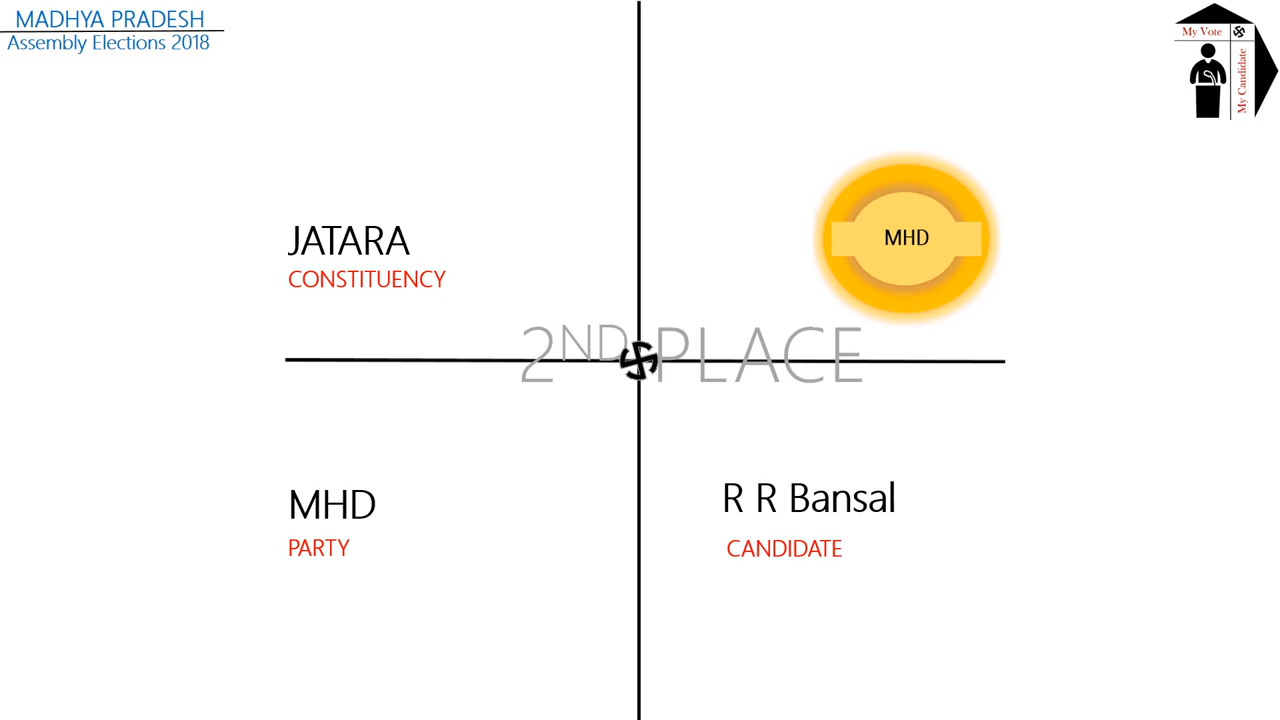 MADHYA PRADESH
Assembly Elections 2018
My Vote
My Candidate
JATARA
CONSTITUENCY
MHD
2ND PLACE
MHD
PARTY
R R Bansal
CANDIDATE